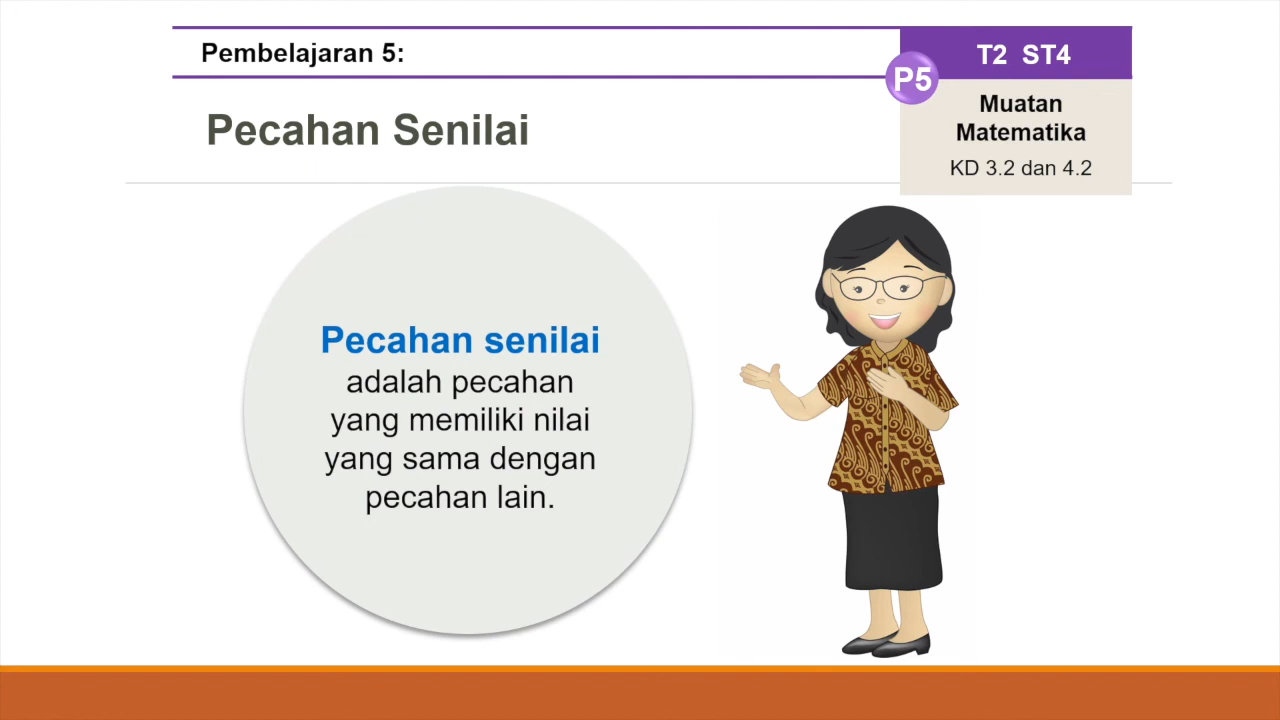 Pembelajaran 5:
T2 ST4
P5
Muatan
Matematika
KD 3.2 dan 4.2
Pecahan Senilai
Pecahan senilai
adalah pecahan
yang memiliki nilai
yang sama dengan
pecahan lain.